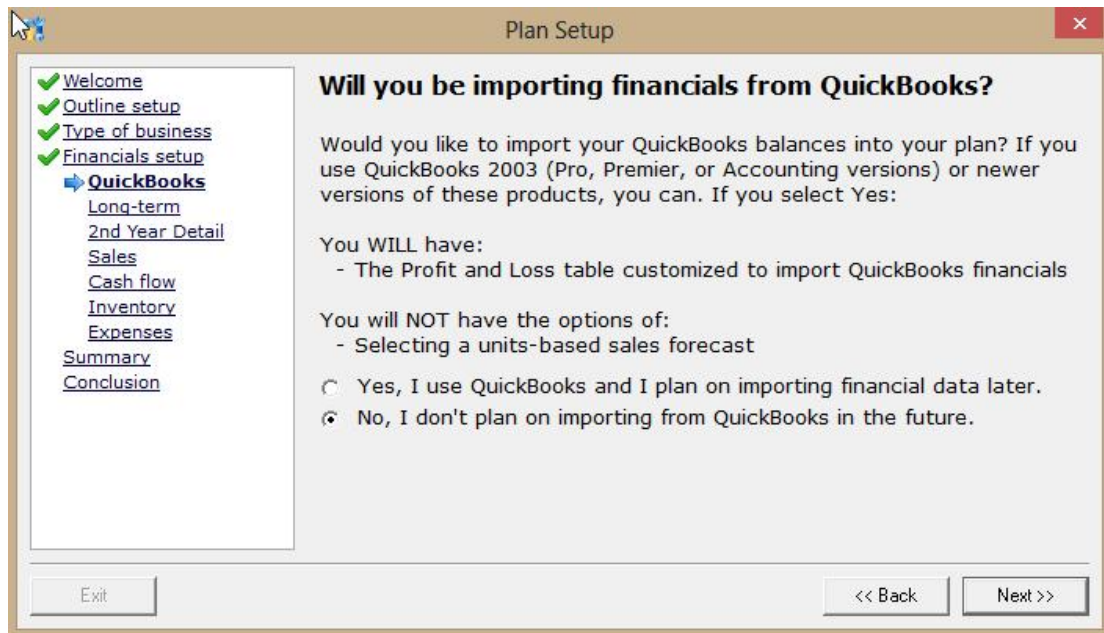 Plan Setup
Welcome
Outline setup
Type of business
Financials setup
QuickBooks
Long-term
2nd Year Detail
Sales
Cash flow
Inventory
Expenses
Summary
Conclusion
Will you be importing financials from QuickBooks?
Would you like to import your QuickBooks balances into your plan? If you
use QuickBooks 2003 (Pro, Premier, or Accounting versions) or newer
versions of these products, you can. If you select Yes:
You WILL have:
- The Profit and Loss table customized to import QuickBooks financials
You will NOT have the options of:
- Selecting a units-based sales forecast
Yes, I use QuickBooks and I plan on importing financial data later.
No, I don't plan on importing from QuickBooks in the future.
Exit
<< Back
Next >>